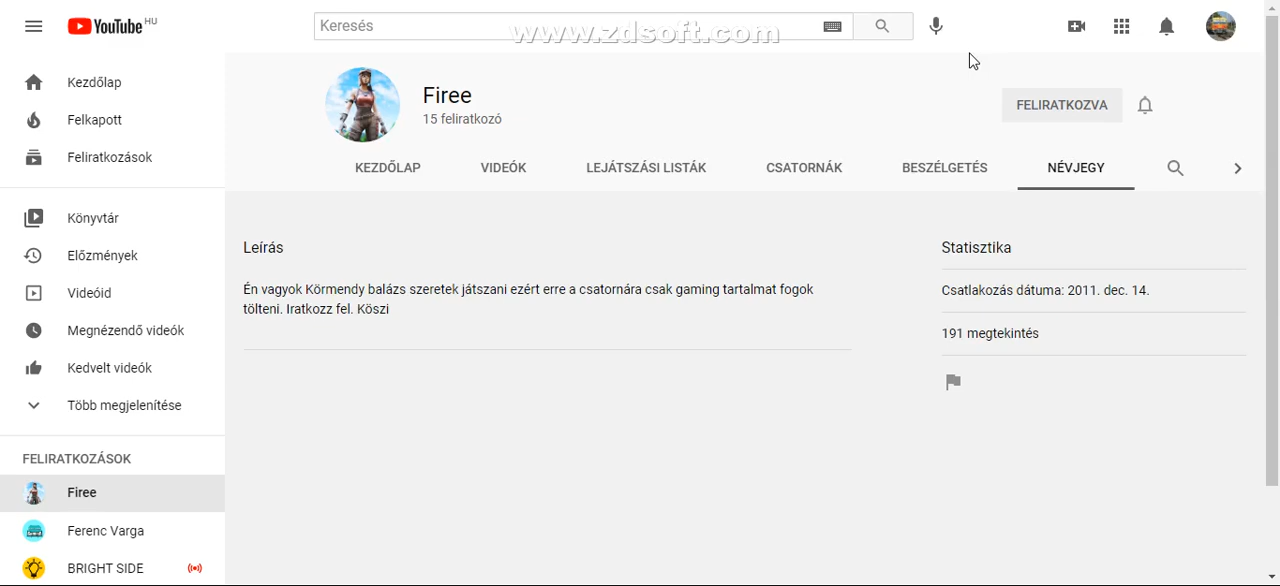 YouTube HU
Keresés
www.zdsoft.com
Kezdőlap
Felkapott
Feliratkozások
Könyvtár
Előzmények
Videóid
Megnézendő videók
Kedvelt videók
Több megjelenítése
FELIRATKOZÁSOK
Firee
Ferenc Varga
BRIGHT SIDE
Firee
15 feliratkozó
FELIRATKOZVA
KEZDŐLAP VIDEÓK LEJÁTSZÁSI LISTÁK CSATORNÁK BESZÉLGETÉS NÉVJEGY
Leírás
Én vagyok Körmendy balázs szeretek játszani ezért erre a csatornára csak gaming tartalmat fogok
tölteni. Iratkozz fel. Köszi
Statisztika
Csatlakozás dátuma: 2011. dec. 14.
191 megtekintés